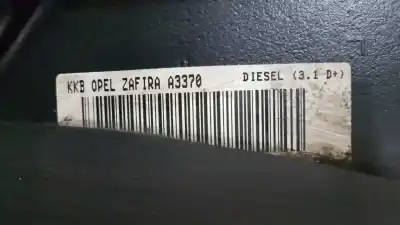 KKB OPEL ZAFIRA A3370 DIESEL (3.1 D+)